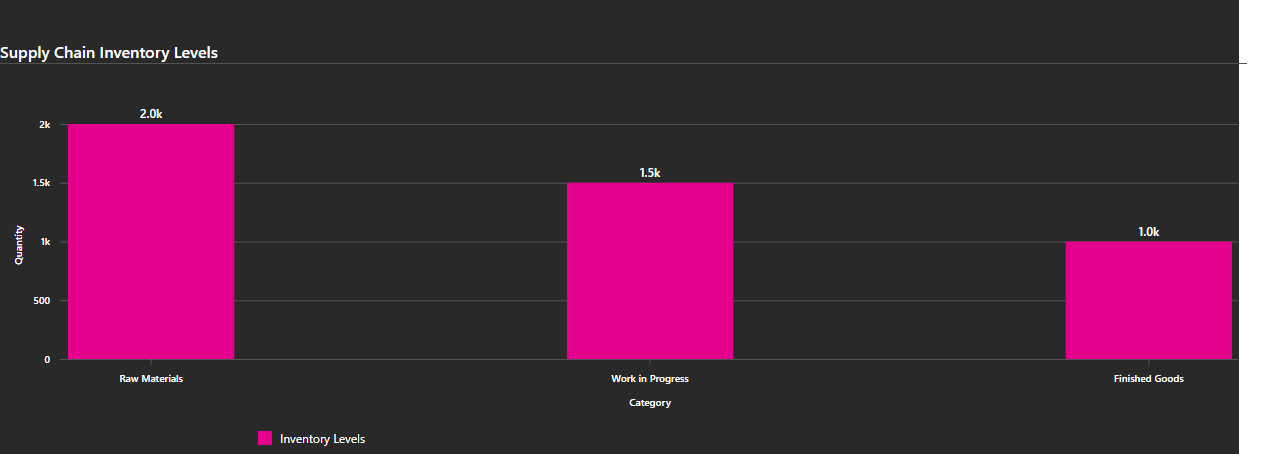 Supply Chain Inventory Levels
2.0k
1.5k
1.0k
2k
1.5k
1k
500
0
Quantity
Raw Materials
Work in Progress
Finished Goods
Category
Inventory Levels